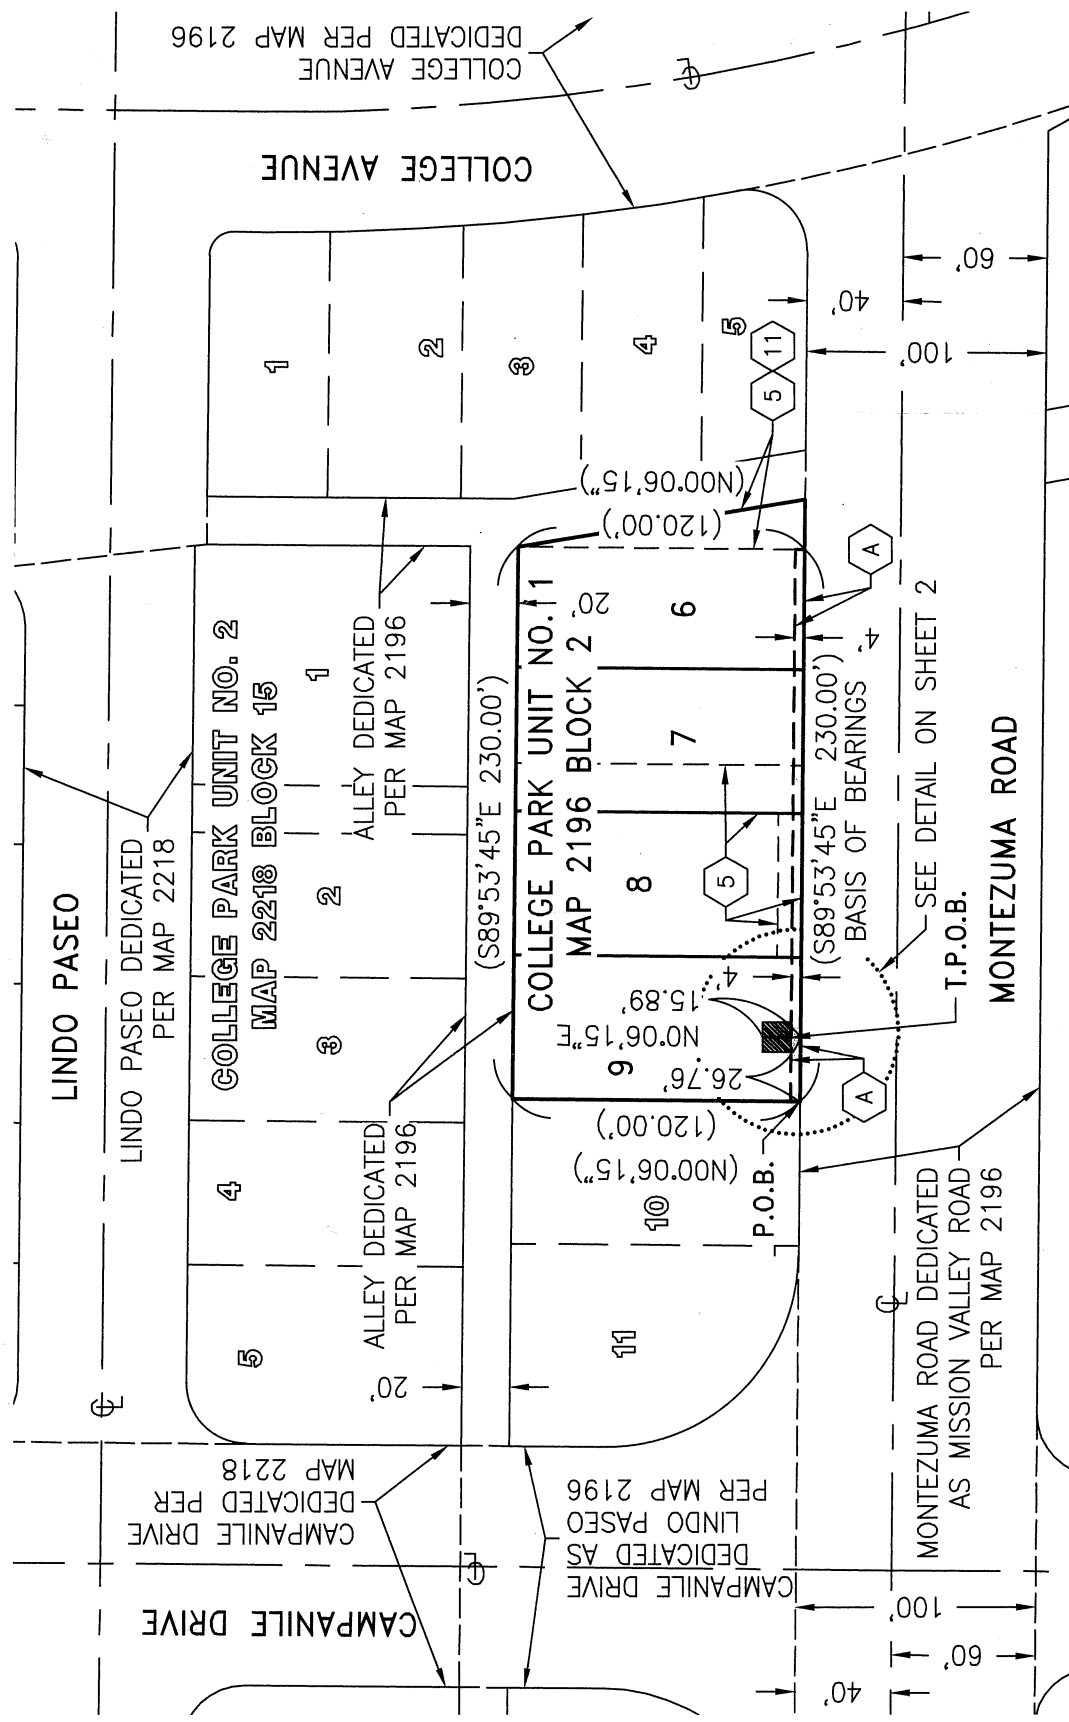 COLLEGE AVENUE
DEDICATED PER MAP 2196
℄
COLLEGE AVENUE
1
2
3
4
5
5
11
60'
40'
100'
(N00°06'15")
(120.00')
A
LINDO PASEO
LINDO PASEO DEDICATED
PER MAP 2218
COLLEGE PARK UNIT NO. 2
MAP 2218 BLOCK 15
1
2
3
4
5
ALLEY DEDICATED
PER MAP 2196
20'
(S89°53'45"E 230.00')
COLLEGE PARK UNIT NO. 1
MAP 2196 BLOCK 2
6
7
8
9
10
11
5
4'
(S89°53'45"E 230.00')
BASIS OF BEARINGS
SEE DETAIL ON SHEET 2
T.P.O.B.
MONTEZUMA ROAD
4'
15.89'
N0°06'15"E
26.76'
A
(120.00')
(N00°06'15")
P.O.B.
ALLEY DEDICATED
PER MAP 2196
20'
℄
℄
MONTEZUMA ROAD DEDICATED
AS MISSION VALLEY ROAD
PER MAP 2196
CAMPANILE DRIVE
DEDICATED PER
MAP 2218
CAMPANILE DRIVE
DEDICATED AS
LINDO PASEO
PER MAP 2196
℄
CAMPANILE DRIVE
100'
60'
40'